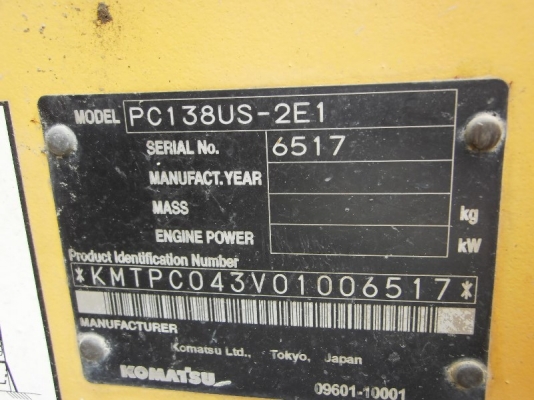 MODEL PC138US-2E1
SERIAL No. 6517
MANUFACT. YEAR
MASS kg
ENGINE POWER kW
Product Identification Number
*KMTPC043V01006517*
MANUFACTURER
Komatsu Ltd., Tokyo, Japan
KOMATSU 09601-10001